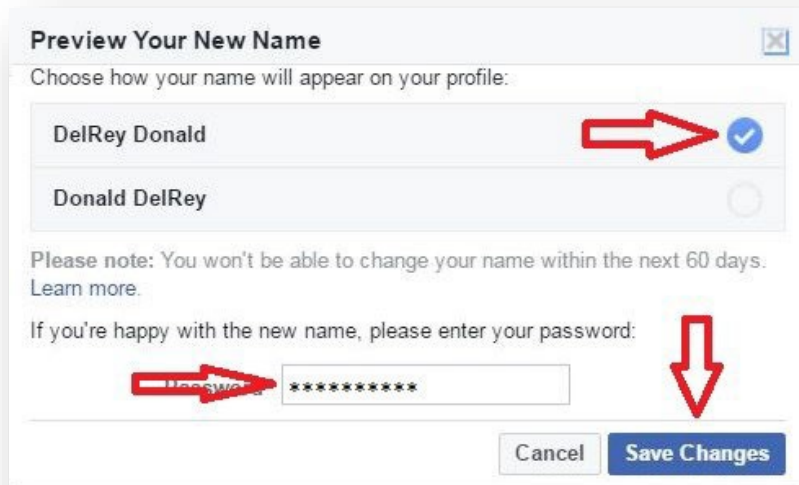 Preview Your New Name
Choose how your name will appear on your profile:
DelRey Donald
Donald DelRey
Please note: You won't be able to change your name within the next 60 days.
Learn more.
If you're happy with the new name, please enter your password:
Password **********
Cancel Save Changes